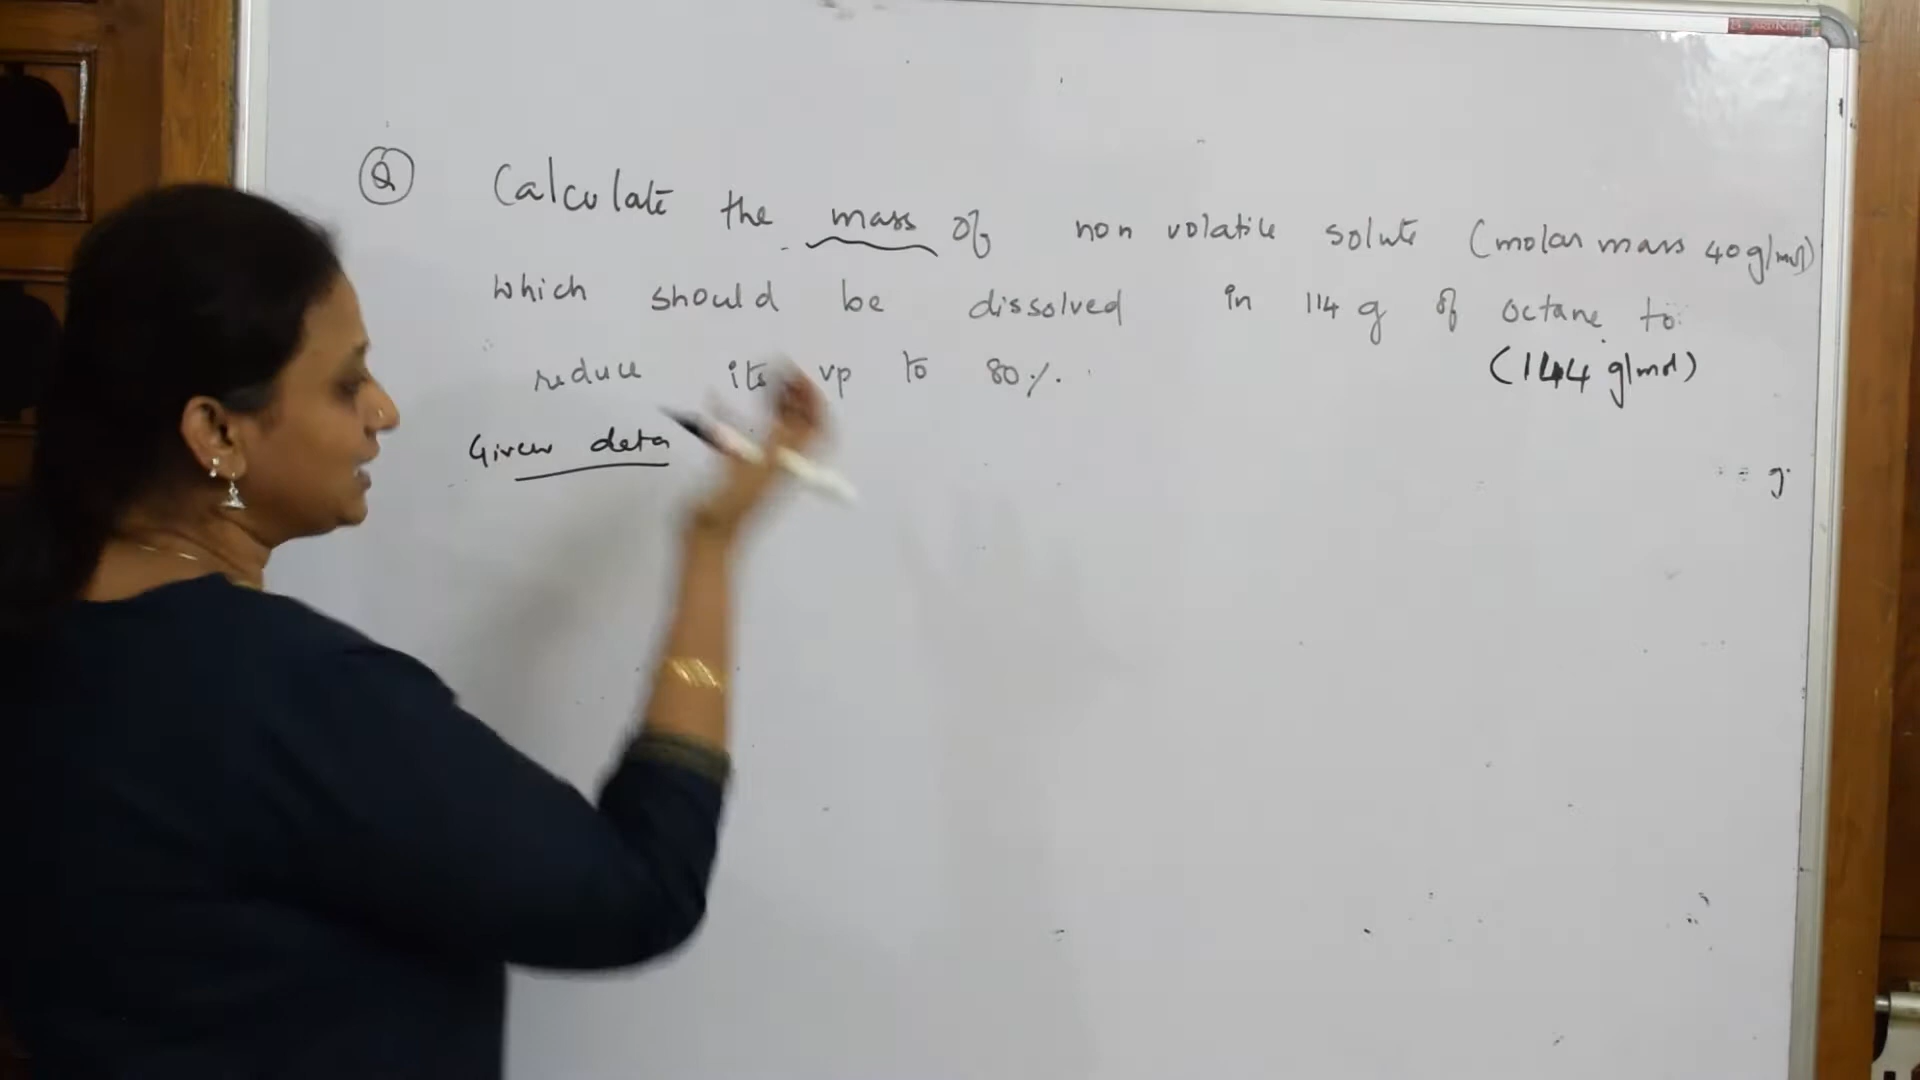 Q Calculate the mass of non volatile solute (molar mass 40g/mol)
which should be dissolved in 114 g of octane to
reduce its vp to 80%. (144 g/mol)
Given data
= g